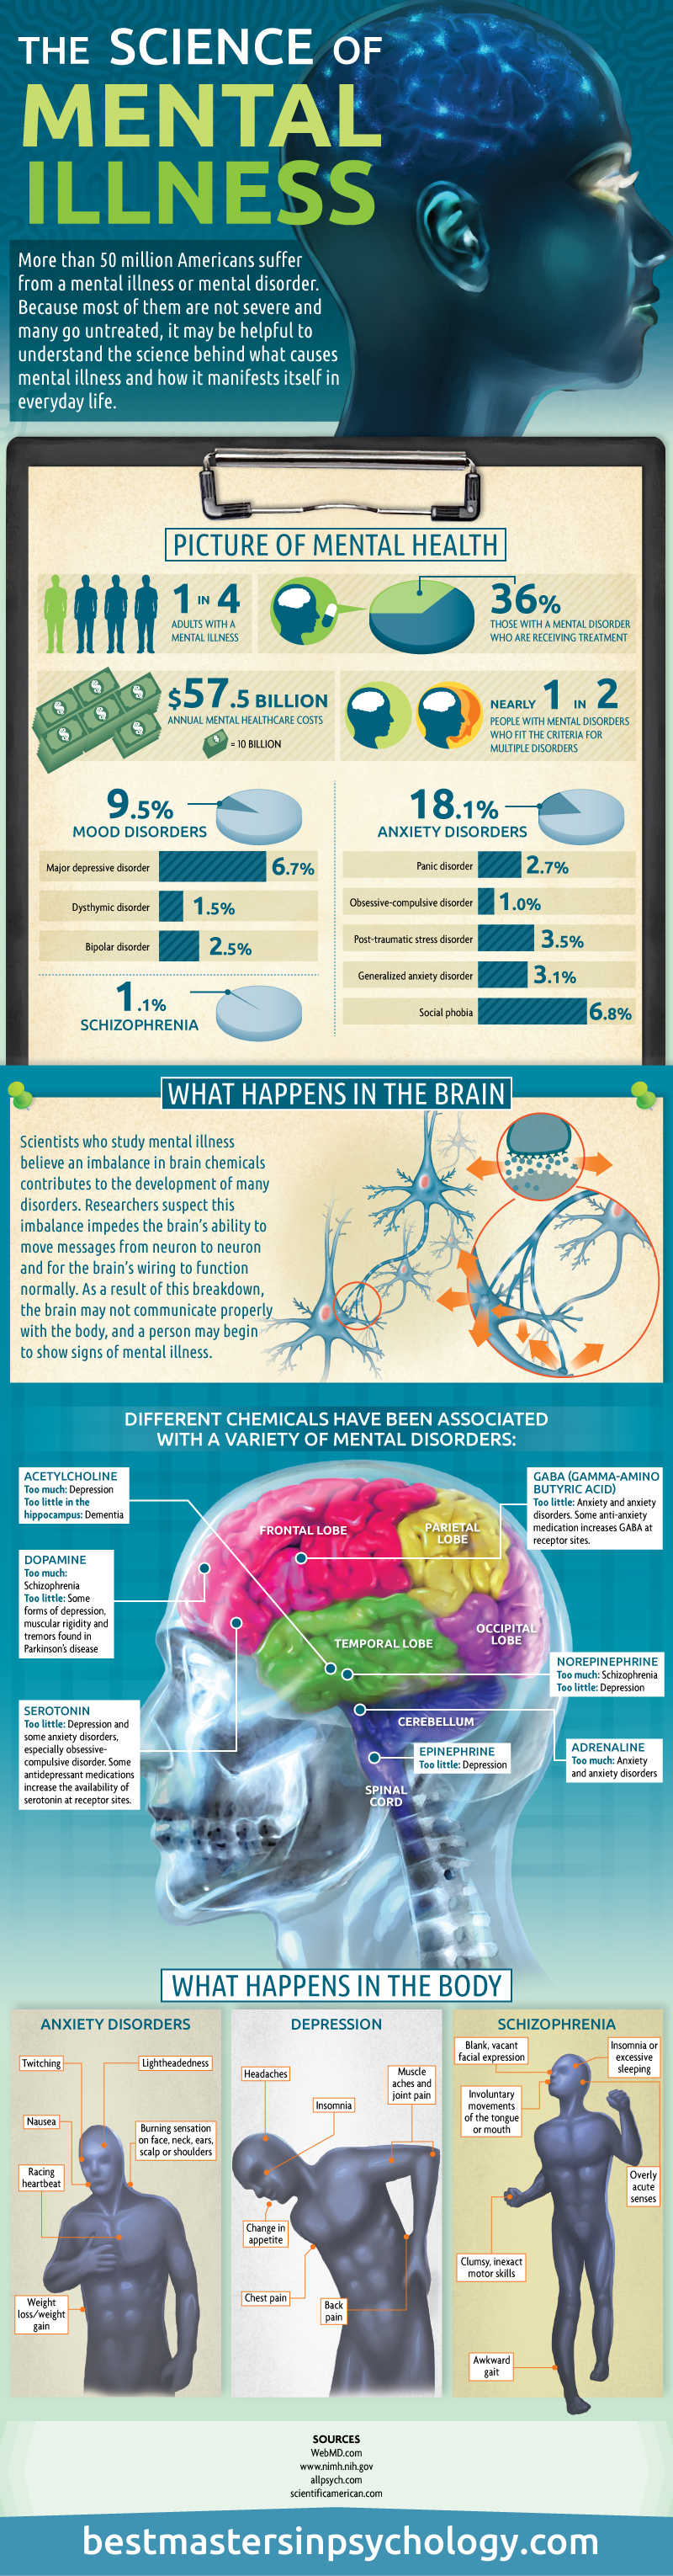 THE SCIENCE OF
MENTAL
ILLNESS
More than 50 million Americans suffer
from a mental illness or mental disorder.
Because most of them are not severe and
many go untreated, it may be helpful to
understand the science behind what causes
mental illness and how it manifests itself in
everyday life.
PICTURE OF MENTAL HEALTH
1 IN 4
ADULTS WITH A
MENTAL ILLNESS
36%
THOSE WITH A MENTAL DISORDER
WHO ARE RECEIVING TREATMENT
$57.5 BILLION
ANNUAL MENTAL HEALTHCARE COSTS
= 10 BILLION
NEARLY 1 IN 2
PEOPLE WITH MENTAL DISORDERS
WHO FIT THE CRITERIA FOR
MULTIPLE DISORDERS
9.5%
MOOD DISORDERS
Major depressive disorder 6.7%
Dysthymic disorder 1.5%
Bipolar disorder 2.5%
1.1%
SCHIZOPHRENIA
18.1%
ANXIETY DISORDERS
Panic disorder 2.7%
Obsessive-compulsive disorder 1.0%
Post-traumatic stress disorder 3.5%
Generalized anxiety disorder 3.1%
Social phobia 6.8%
WHAT HAPPENS IN THE BRAIN
Scientists who study mental illness
believe an imbalance in brain chemicals
contributes to the development of many
disorders. Researchers suspect this
imbalance impedes the brain's ability to
move messages from neuron to neuron
and for the brain's wiring to function
normally. As a result of this breakdown,
the brain may not communicate properly
with the body, and a person may begin
to show signs of mental illness.
DIFFERENT CHEMICALS HAVE BEEN ASSOCIATED
WITH A VARIETY OF MENTAL DISORDERS:
ACETYLCHOLINE
Too much: Depression
Too little in the
hippocampus: Dementia
GABA (GAMMA-AMINO
BUTYRIC ACID)
Too little: Anxiety and anxiety
disorders. Some anti-anxiety
medication increases GABA at
receptor sites.
FRONTAL LOBE
PARIETAL
LOBE
DOPAMINE
Too much:
Schizophrenia
Too little: Some
forms of depression,
muscular rigidity and
tremors found in
Parkinson's disease
TEMPORAL LOBE
OCCIPITAL
LOBE
NOREPINEPHRINE
Too much: Schizophrenia
Too little: Depression
SEROTONIN
Too little: Depression and
some anxiety disorders,
especially obsessive-
compulsive disorder. Some
antidepressant medications
increase the availability of
serotonin at receptor sites.
CEREBELLUM
EPINEPHRINE
Too little: Depression
ADRENALINE
Too much: Anxiety
and anxiety disorders
SPINAL
CORD
WHAT HAPPENS IN THE BODY
ANXIETY DISORDERS
Twitching
Lightheadedness
Nausea
Burning sensation
on face, neck, ears,
scalp or shoulders
Racing
heartbeat
Weight
loss/weight
gain
DEPRESSION
Headaches
Muscle
aches and
joint pain
Insomnia
Change in
appetite
Chest pain
Back
pain
SCHIZOPHRENIA
Blank, vacant
facial expression
Insomnia or
excessive
sleeping
Involuntary
movements
of the tongue
or mouth
Overly
acute
senses
Clumsy, inexact
motor skills
Awkward
gait
SOURCES
WebMD.com
www.nimh.nih.gov
allpsych.com
scientificamerican.com
bestmastersinpsychology.com